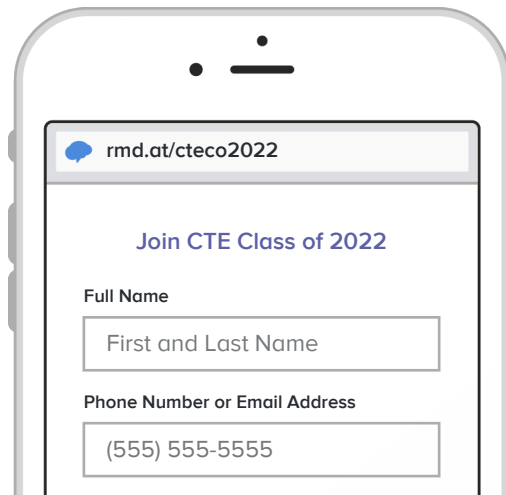 rmd.at/cteco2022
Join CTE Class of 2022
Full Name
First and Last Name
Phone Number or Email Address
(555) 555-5555